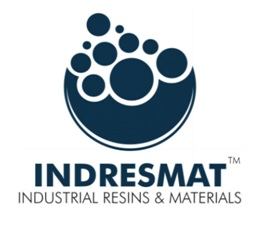 INDRESMAT™
INDUSTRIAL RESINS & MATERIALS